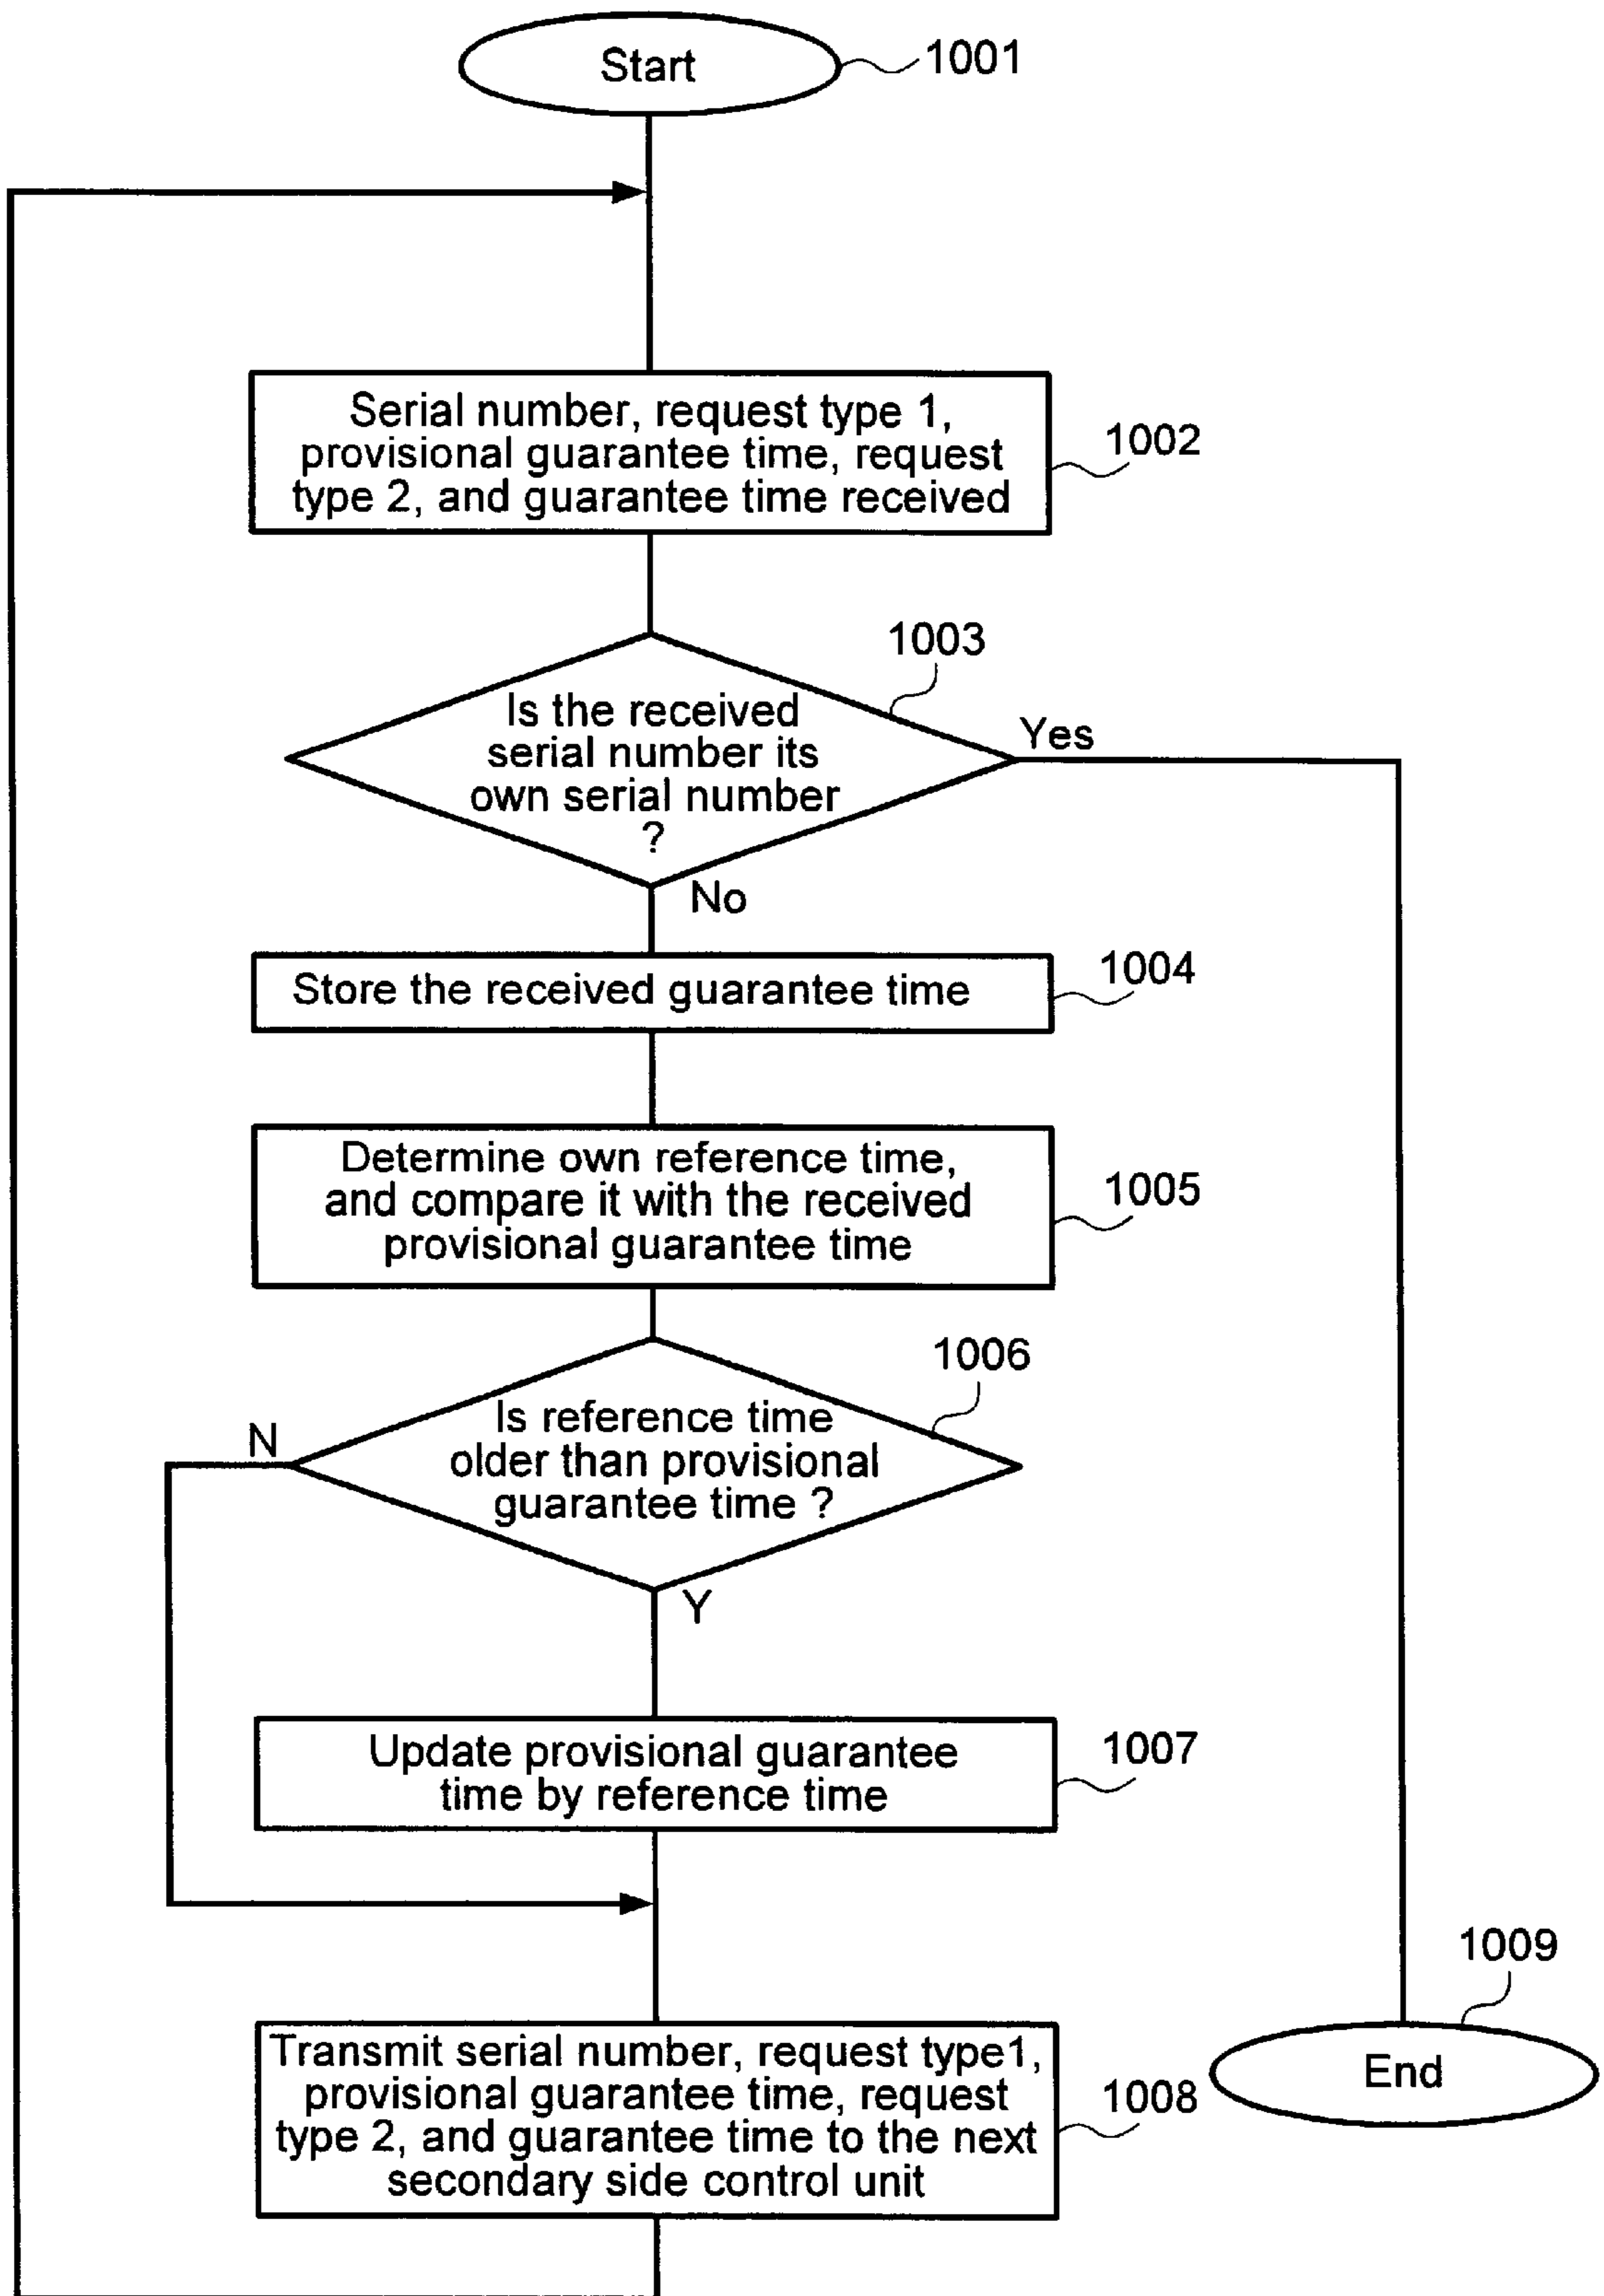 Start
1001
Serial number, request type 1,
provisional guarantee time, request
type 2, and guarantee time received
1002
1003
Is the received
serial number its
own serial number
?
Yes
No
Store the received guarantee time
1004
Determine own reference time,
and compare it with the received
provisional guarantee time
1005
1006
Is reference time
older than provisional
guarantee time ?
N
Y
Update provisional guarantee
time by reference time
1007
Transmit serial number, request type1,
provisional guarantee time, request
type 2, and guarantee time to the next
secondary side control unit
1008
1009
End